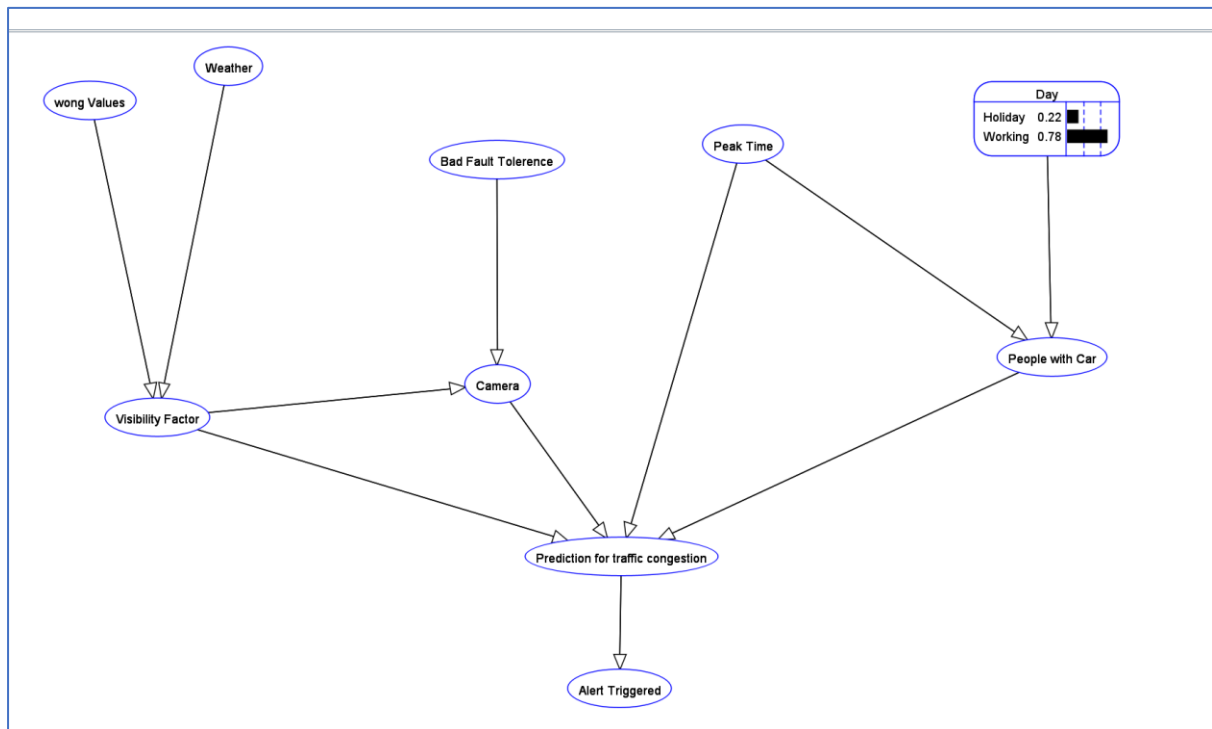 Weather
wong Values
Day
Holiday 0.22
Working 0.78
Peak Time
Bad Fault Tolerence
People with Car
Camera
Visibility Factor
Prediction for traffic congestion
Alert Triggered